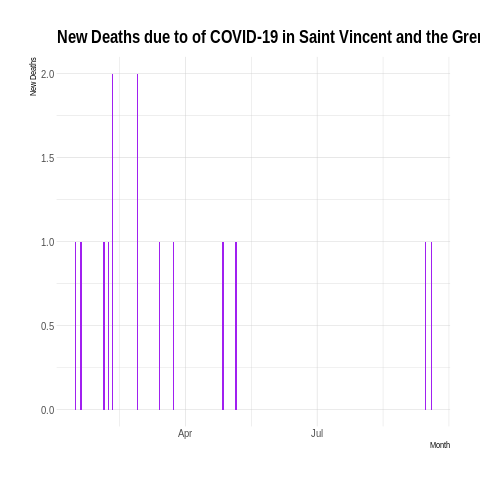 New Deaths due to of COVID-19 in Saint Vincent and the Gre
New Deaths
2.0
1.5
1.0
0.5
0.0
Apr
Jul
Month